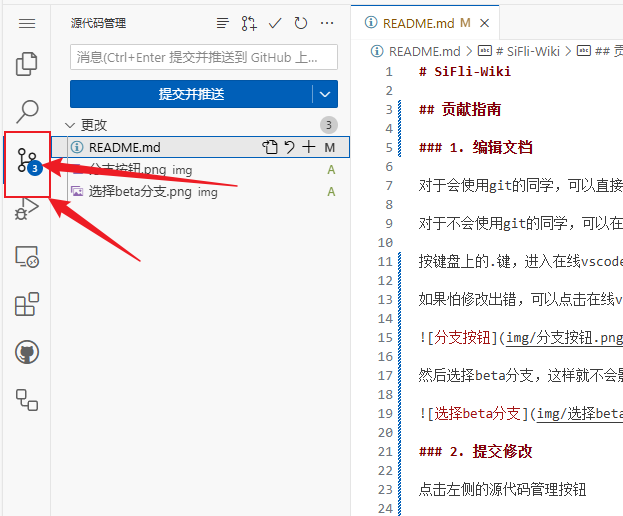 源代码管理
消息(Ctrl+Enter 提交并推送到 GitHub 上...
提交并推送
更改
3
README.md
M
分支按钮.png img
A
选择beta分支.png img
A
3
README.md M
README.md > # SiFli-Wiki > ##
1 # SiFli-Wiki
2
3 ## 贡献指南
4
5 ### 1. 编辑文档
6
7 对于会使用git的同学，可以直接
8
9 对于不会使用git的同学，可以在
10
11 按键盘上的.键，进入在线vscode
12
13 如果怕修改出错，可以点击在线v
14
15 ![分支按钮](img/分支按钮.png
16
17 然后选择beta分支，这样就不会
18
19 ![选择beta分支](img/选择beta
20
21 ### 2. 提交修改
22
23 点击左侧的源代码管理按钮
24